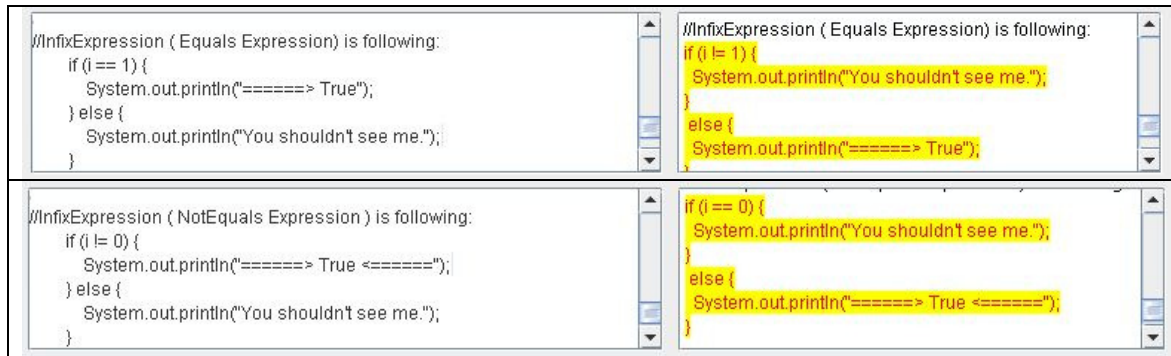 //InfixExpression ( Equals Expression) is following:
if (i == 1) {
System.out.println("======> True");
} else {
System.out.println("You shouldn't see me.");
}
//InfixExpression ( Equals Expression) is following:
if (i != 1) {
System.out.println("You shouldn't see me.");
}
else {
System.out.println("======> True");
}
//InfixExpression ( NotEquals Expression ) is following:
if (i != 0) {
System.out.println("======> True <======");
} else {
System.out.println("You shouldn't see me.");
}
if (i == 0) {
System.out.println("You shouldn't see me.");
}
else {
System.out.println("======> True <======");
}